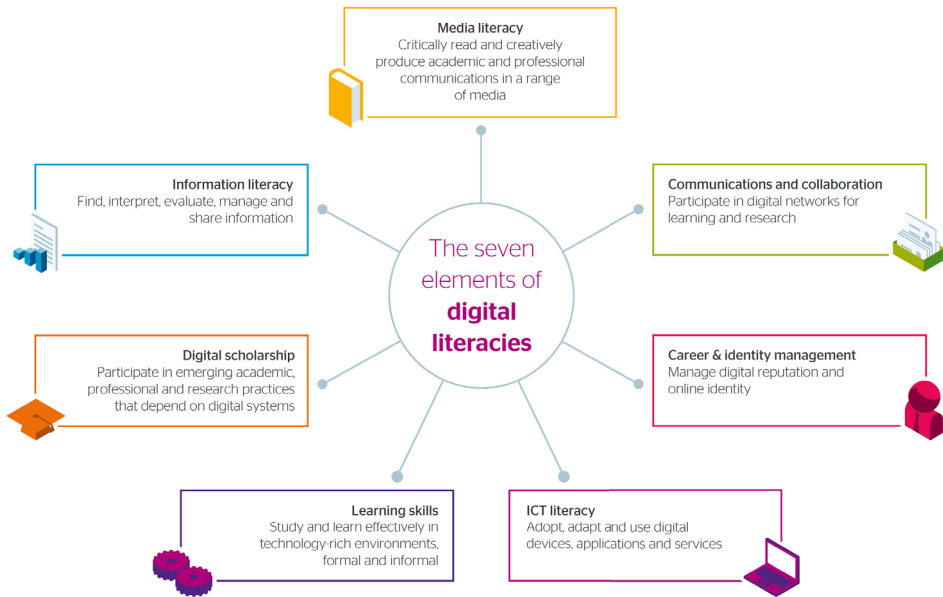 Media literacy
Critically read and creatively
produce academic and professional
communications in a range
of media
Information literacy
Find, interpret, evaluate, manage and
share information
Communications and collaboration
Participate in digital networks for
learning and research
The seven
elements of
digital
literacies
Digital scholarship
Participate in emerging academic,
professional and research practices
that depend on digital systems
Career & identity management
Manage digital reputation and
online identity
Learning skills
Study and learn effectively in
technology-rich environments,
formal and informal
ICT literacy
Adopt, adapt and use digital
devices, applications and services